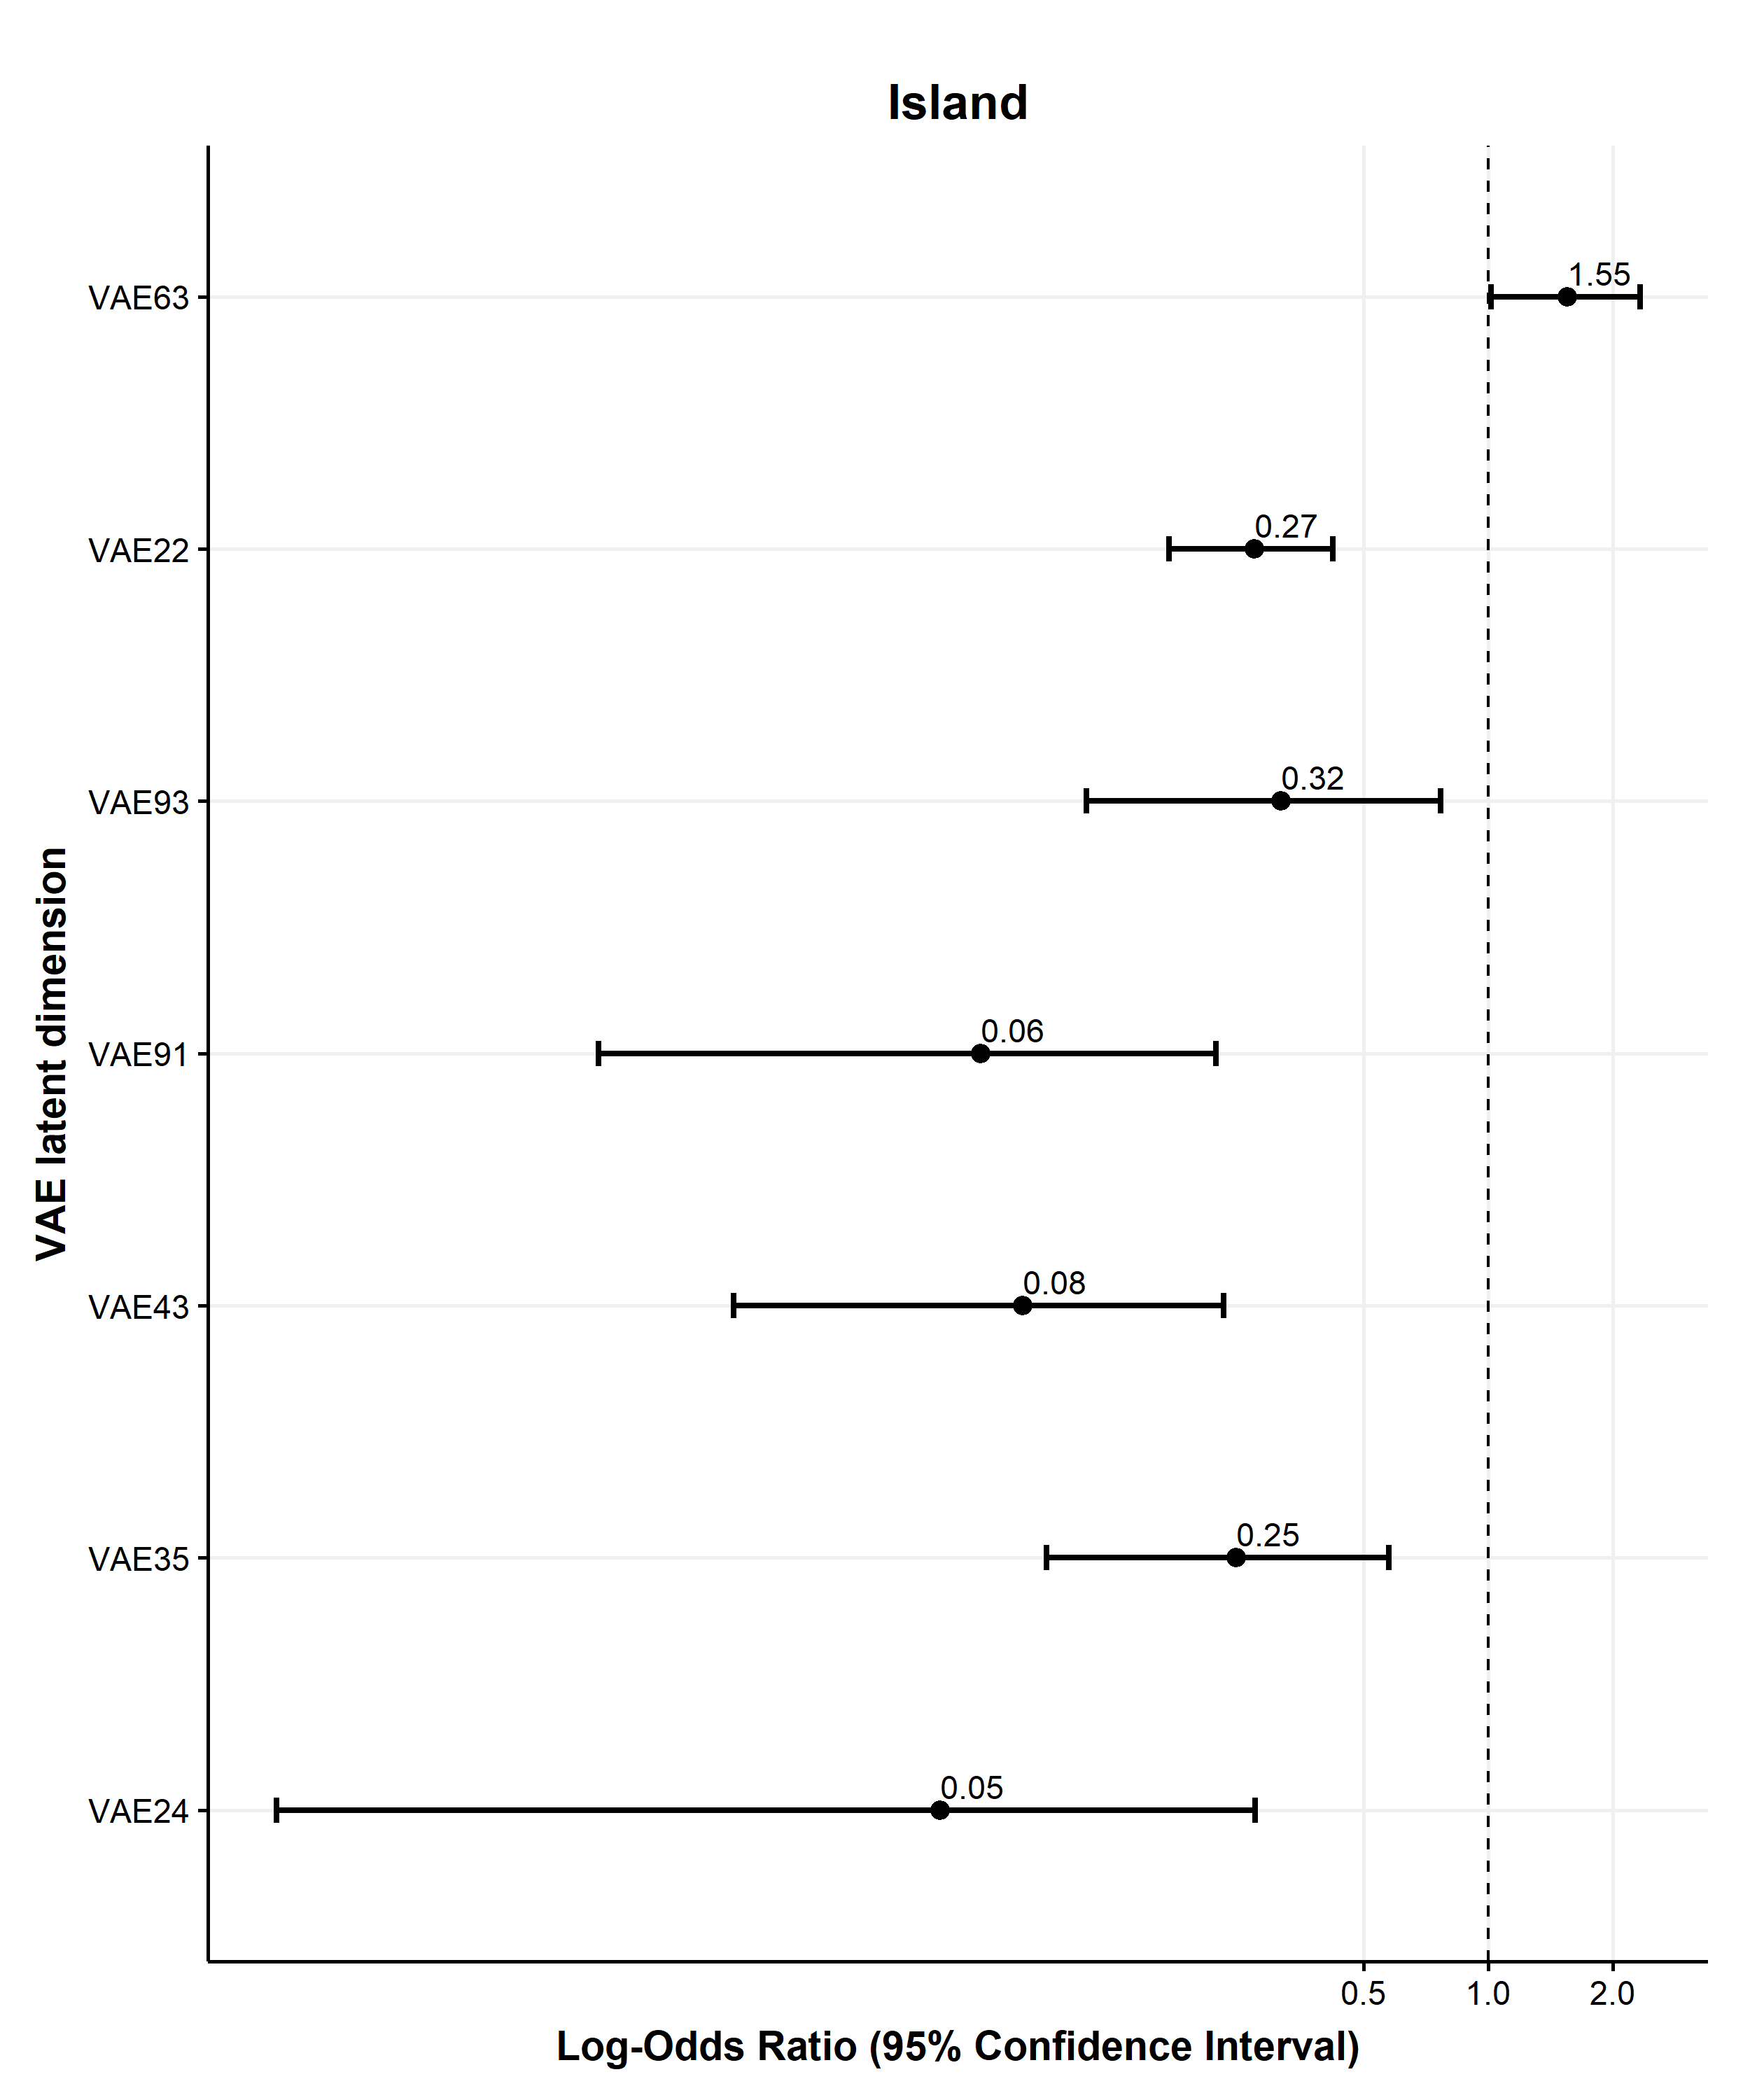 Island
VAE latent dimension
VAE63
1.55
VAE22
0.27
VAE93
0.32
VAE91
0.06
VAE43
0.08
VAE35
0.25
VAE24
0.05
0.5 1.0 2.0
Log-Odds Ratio (95% Confidence Interval)